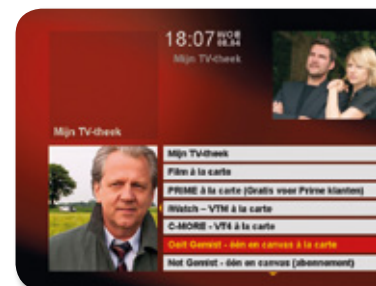 18:07 WOE 08.04
Mijn TV-theek
Mijn TV-theek
Mijn TV-theek
Film à la carte
PRIME à la carte (Gratis voor Prime klanten)
iWatch – VTM à la carte
C-MORE - VT4 à la carte
Ooit Gemist - één en canvas à la carte
Net Gemist - één en canvas (abonnement)